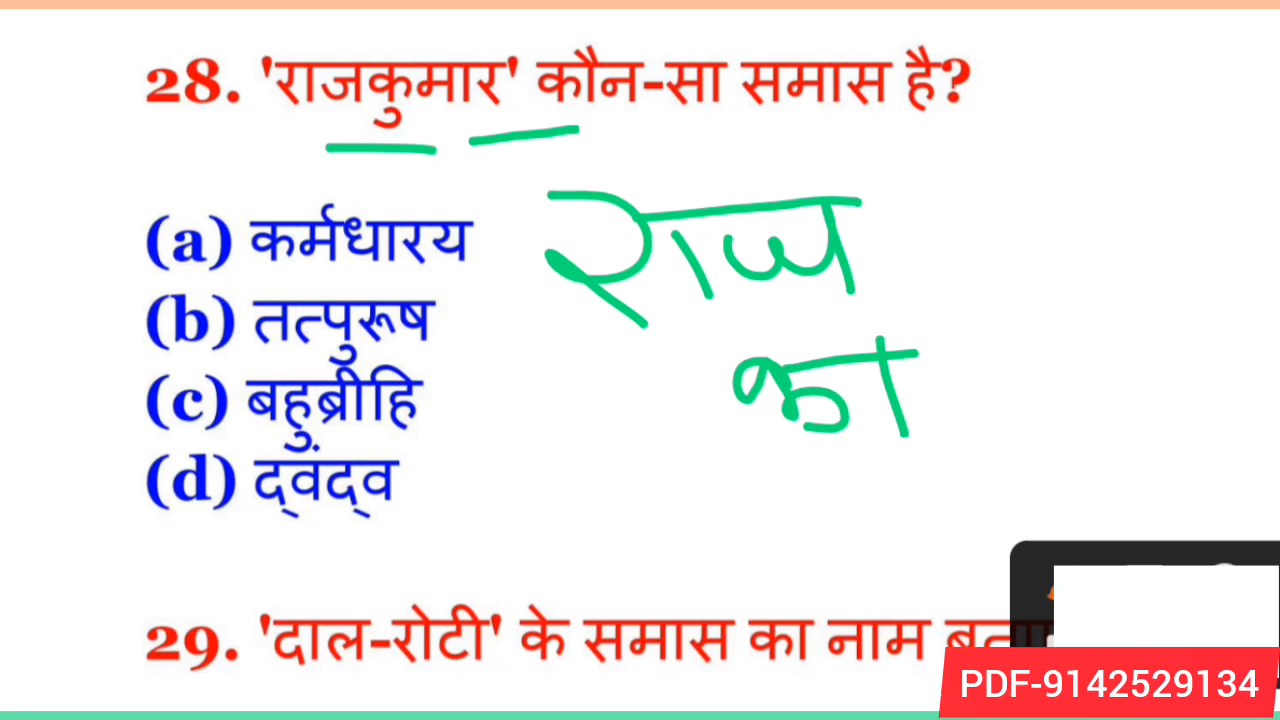 28. 'राजकुमार' कौन-सा समास है?
(a) कर्मधारय
राज
(b) तत्पुरूष
का
(c) बहुब्रीहि
(d) द्‌वंद्‌व
29. 'दाल-रोटी' के समास का नाम
PDF-9142529134